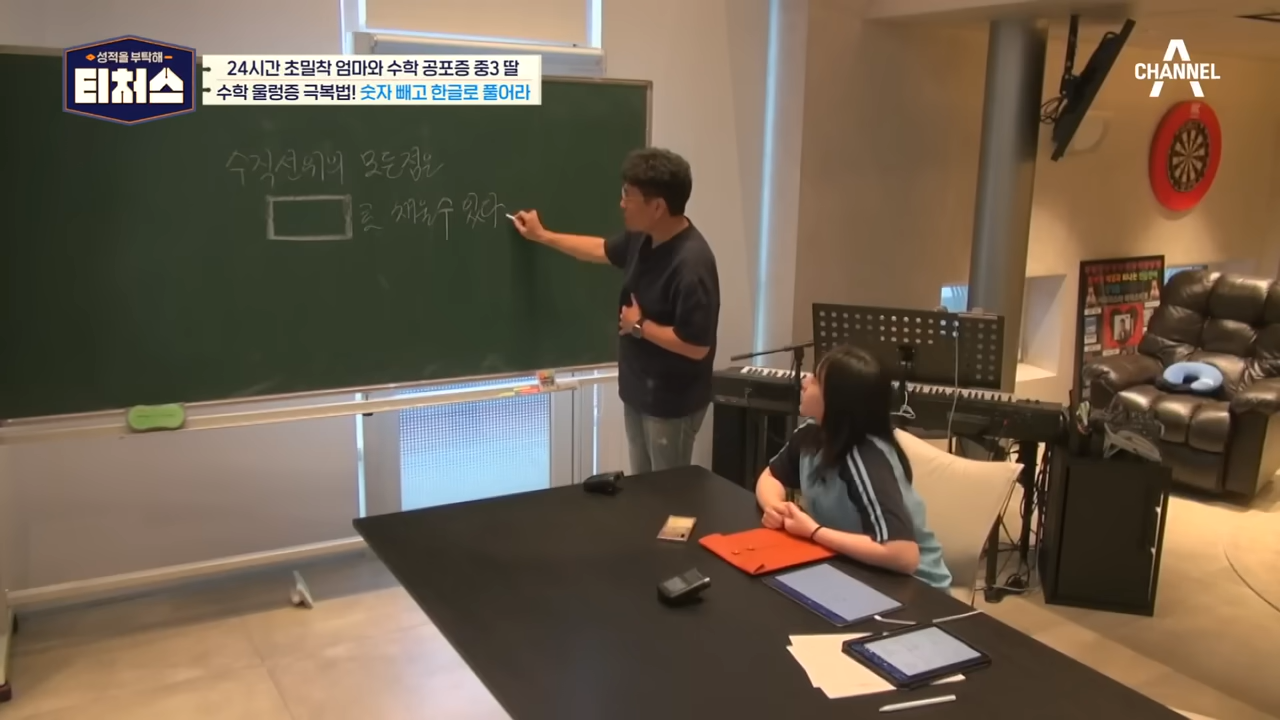 성적을 부탁해
티처스
24시간 초밀착 엄마와 수학 공포증 중3 딸
수학 울렁증 극복법! 숫자 빼고 한글로 풀어라
CHANNEL A
수직선 위의 모든 점은
로 채울 수 있다